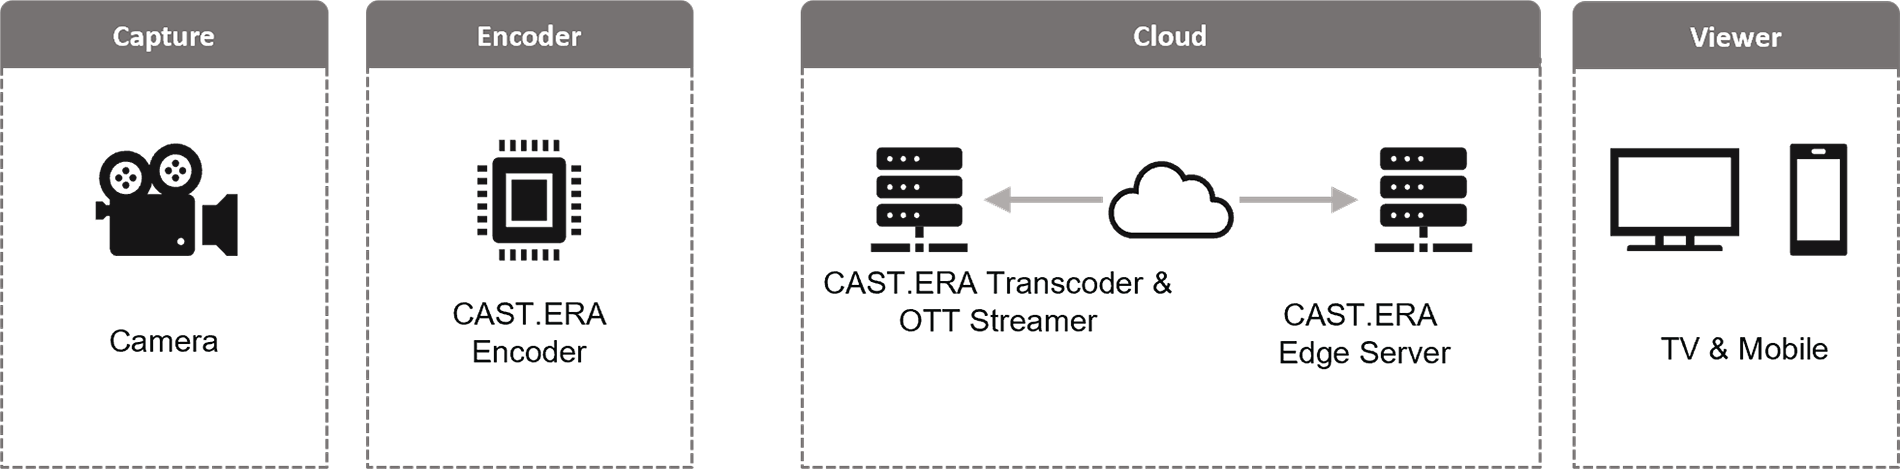 Capture
Encoder
Cloud
Viewer
Camera
CAST.ERA
Encoder
CAST.ERA Transcoder &
OTT Streamer
CAST.ERA
Edge Server
TV & Mobile